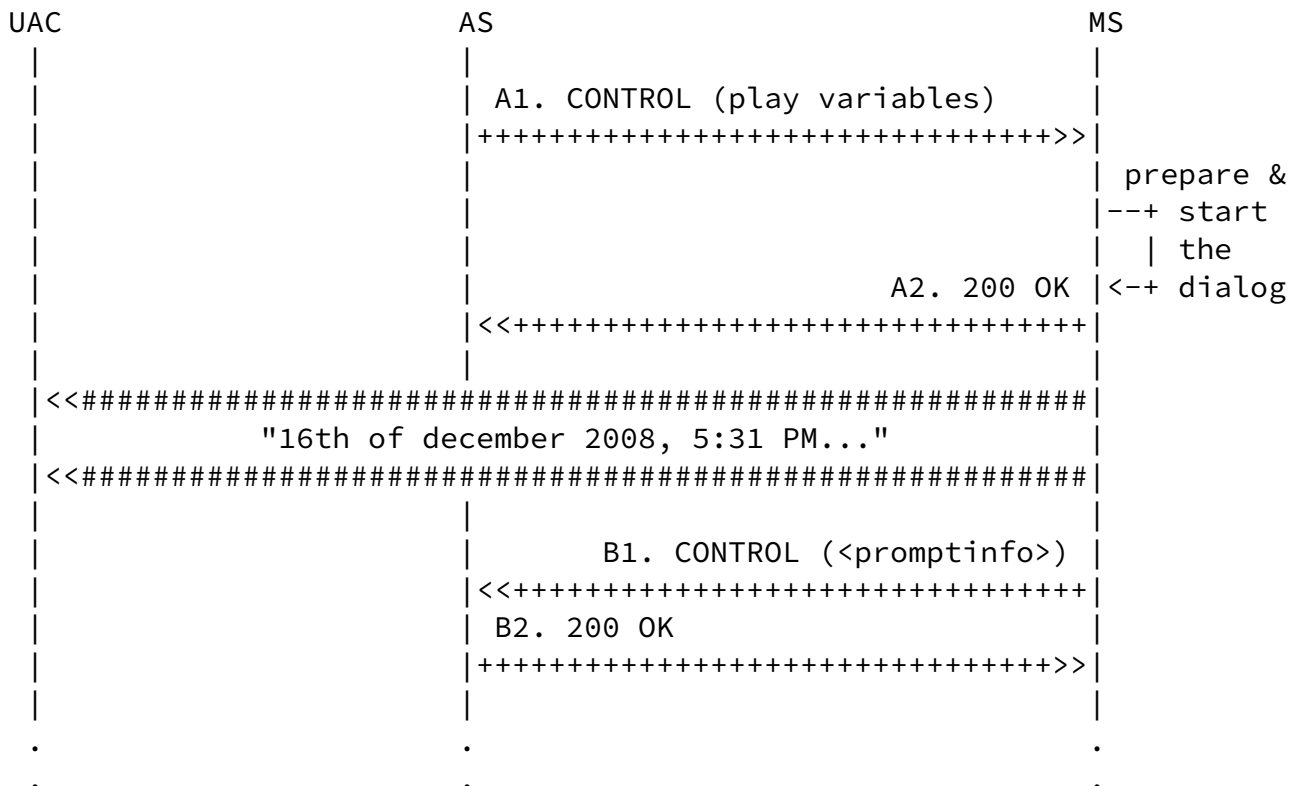 UAC AS MS
A1. CONTROL (play variables)
+++++++++++++++++++++++++++++++>>
prepare &
--+ start
| the
A2. 200 OK <-+ dialog
<<+++++++++++++++++++++++++++++++
<<########################################################
"16th of december 2008, 5:31 PM..."
<<########################################################
B1. CONTROL (<promptinfo>)
<<+++++++++++++++++++++++++++++++
B2. 200 OK
+++++++++++++++++++++++++++++++>>
. . .
. . .